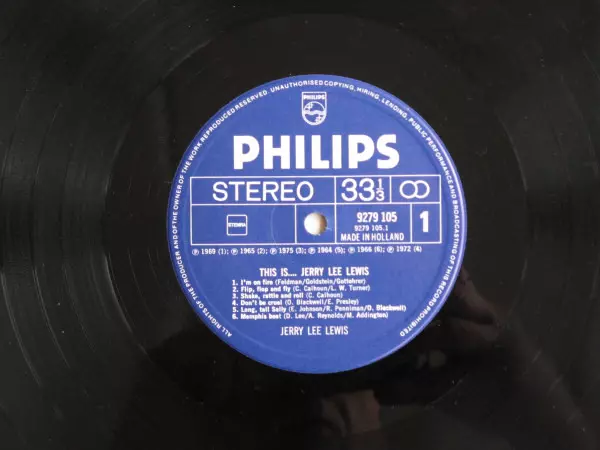 ALL RIGHTS OF THE PRODUCER AND OF THE OWNER OF THE WORK REPRODUCED RESERVED. UNAUTHORISED COPYING, HIRING, LENDING, PUBLIC PERFORMANCE AND BROADCASTING OF THIS RECORD PROHIBITED
PHILIPS
PHILIPS
STEREO 33 1/3
STEMRA 9279 105 1
9279 105.1
MADE IN HOLLAND
℗ 1969 (1); ℗ 1965 (2); ℗ 1975 (3); ℗ 1964 (5); ℗ 1966 (6); ℗ 1972 (4)
THIS IS.... JERRY LEE LEWIS
1. I'm on fire (Feldman/Goldstein/Gottehrer)
2. Flip, flop and fly (C. Calhoun/L. W. Turner)
3. Shake, rattle and roll (C. Calhoun)
4. Don't be cruel (O. Blackwell/E. Presley)
5. Long, tall Sally (E. Johnson/R. Penniman/O. Blackwell)
6. Memphis beat (D. Lee/A. Reynolds/M. Addington)
JERRY LEE LEWIS